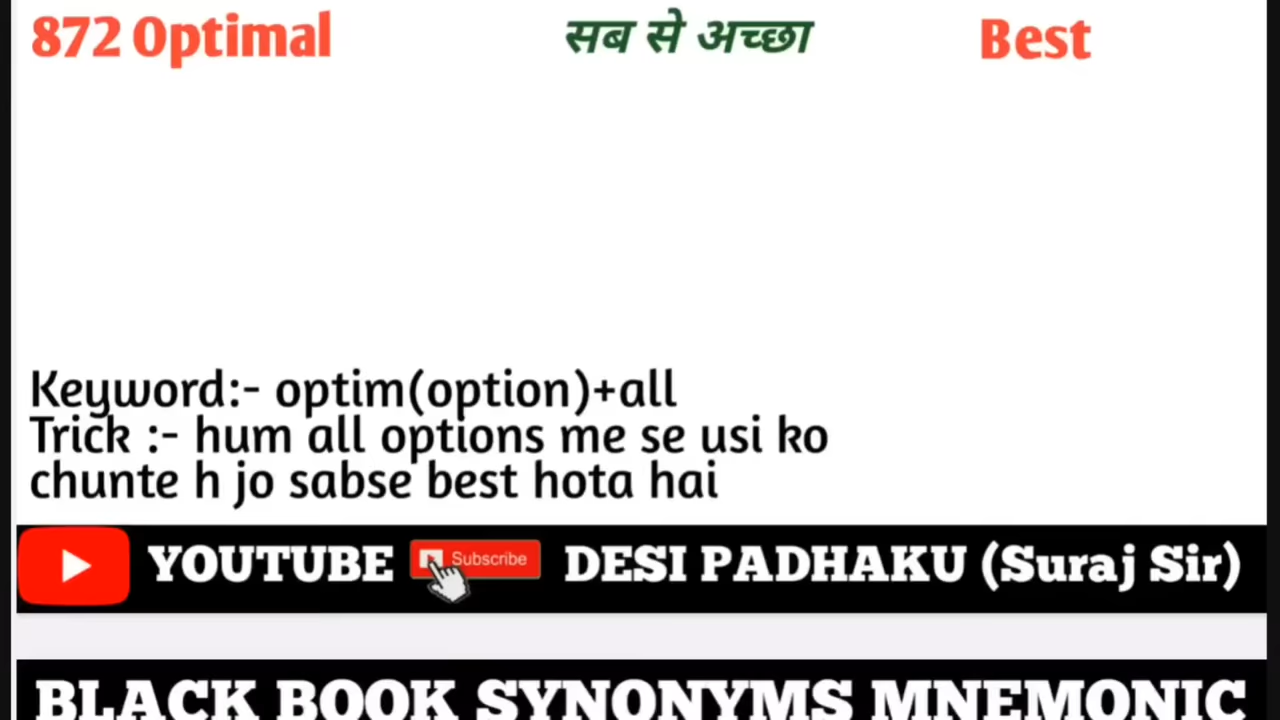 872 Optimal सब से अच्छा Best
Keyword:- optim(option)+all
Trick :- hum all options me se usi ko
chunte h jo sabse best hota hai
YOUTUBE Subscribe DESI PADHAKU (Suraj Sir)
BLACK BOOK SYNONYMS MNEMONIC